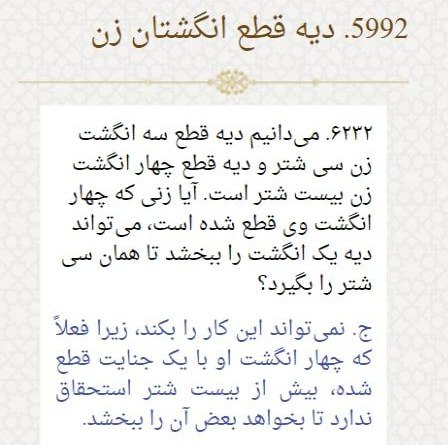 5992. دیه قطع انگشتان زن
۶۲۳۲. می‌دانیم دیه قطع سه انگشت
زن سی شتر و دیه قطع چهار انگشت
زن بیست شتر است. آیا زنی که چهار
انگشت وی قطع شده است، می‌تواند
دیه یک انگشت را ببخشد تا همان سی
شتر را بگیرد؟
ج. نمی‌تواند این کار را بکند، زیرا فعلاً
که چهار انگشت او با یک جنایت قطع
شده، بیش از بیست شتر استحقاق
ندارد تا بخواهد بعض آن را ببخشد.